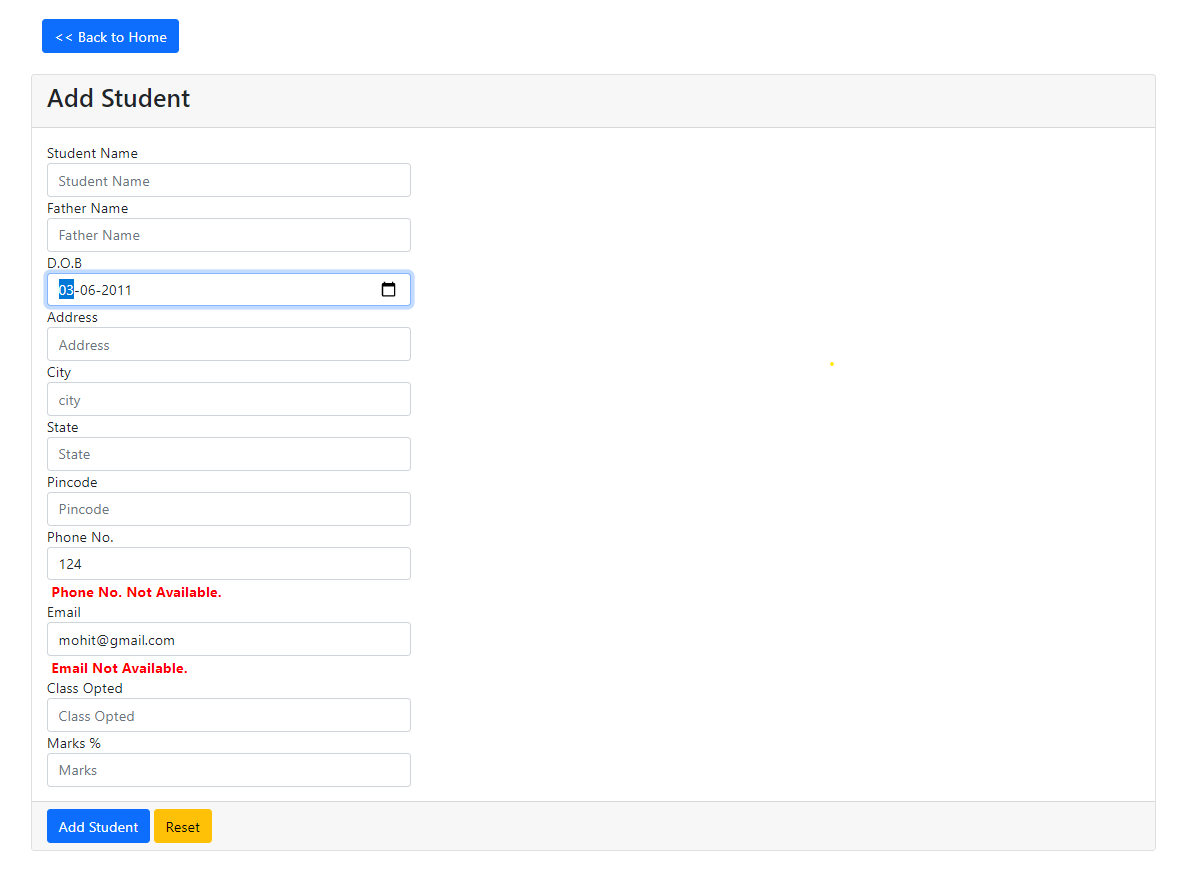 << Back to Home
Add Student
Student Name
Student Name
Father Name
Father Name
D.O.B
03-06-2011
Address
Address
City
city
State
State
Pincode
Pincode
Phone No.
124
Phone No. Not Available.
Email
mohit@gmail.com
Email Not Available.
Class Opted
Class Opted
Marks %
Marks
Add Student Reset